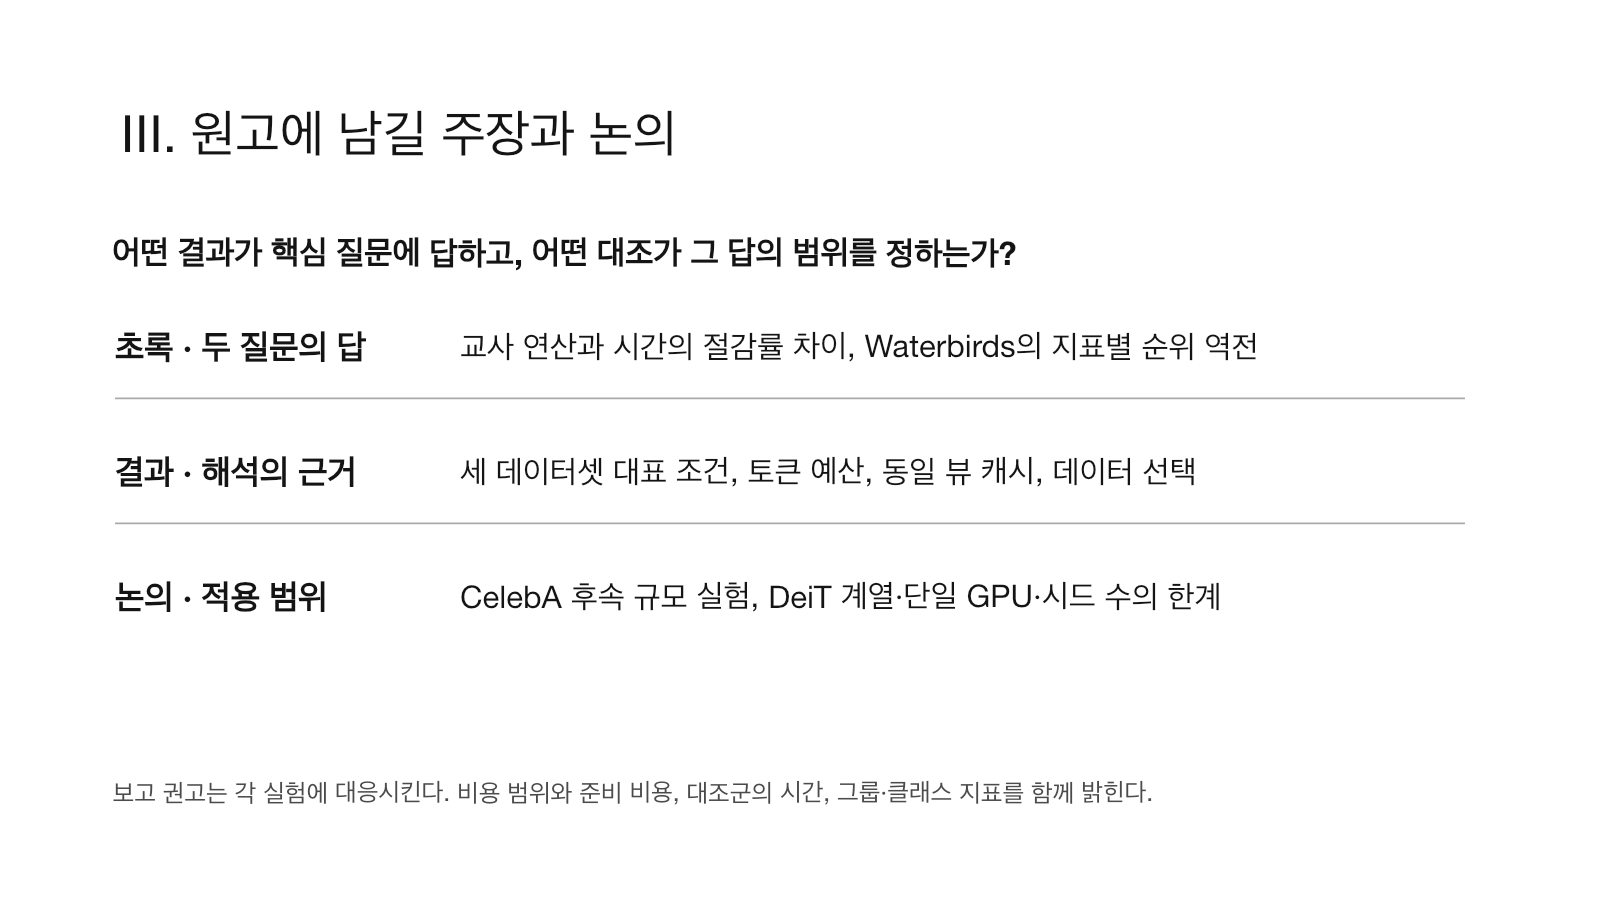 III. 원고에 남길 주장과 논의
어떤 결과가 핵심 질문에 답하고, 어떤 대조가 그 답의 범위를 정하는가?
초록 · 두 질문의 답 교사 연산과 시간의 절감률 차이, Waterbirds의 지표별 순위 역전
결과 · 해석의 근거 세 데이터셋 대표 조건, 토큰 예산, 동일 뷰 캐시, 데이터 선택
논의 · 적용 범위 CelebA 후속 규모 실험, DeiT 계열·단일 GPU·시드 수의 한계
보고 권고는 각 실험에 대응시킨다. 비용 범위와 준비 비용, 대조군의 시간, 그룹·클래스 지표를 함께 밝힌다.